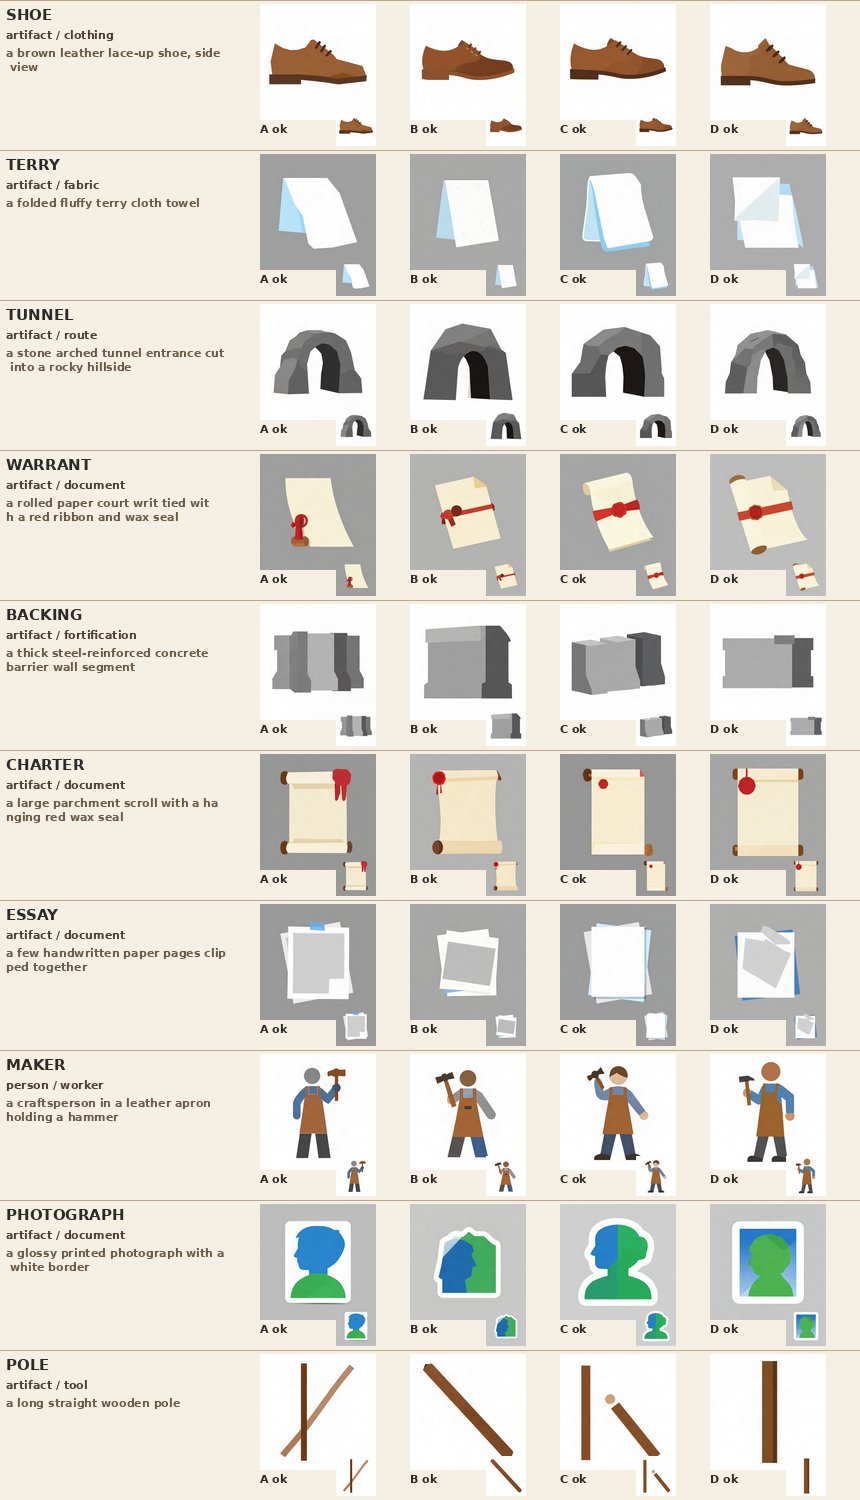 SHOE
artifact / clothing
a brown leather lace-up shoe, side
view
A ok
B ok
C ok
D ok
TERRY
artifact / fabric
a folded fluffy terry cloth towel
A ok
B ok
C ok
D ok
TUNNEL
artifact / route
a stone arched tunnel entrance cut
into a rocky hillside
A ok
B ok
C ok
D ok
WARRANT
artifact / document
a rolled paper court writ tied wit
h a red ribbon and wax seal
A ok
B ok
C ok
D ok
BACKING
artifact / fortification
a thick steel-reinforced concrete
barrier wall segment
A ok
B ok
C ok
D ok
CHARTER
artifact / document
a large parchment scroll with a ha
nging red wax seal
A ok
B ok
C ok
D ok
ESSAY
artifact / document
a few handwritten paper pages clip
ped together
A ok
B ok
C ok
D ok
MAKER
person / worker
a craftsperson in a leather apron
holding a hammer
A ok
B ok
C ok
D ok
PHOTOGRAPH
artifact / document
a glossy printed photograph with a
white border
A ok
B ok
C ok
D ok
POLE
artifact / tool
a long straight wooden pole
A ok
B ok
C ok
D ok